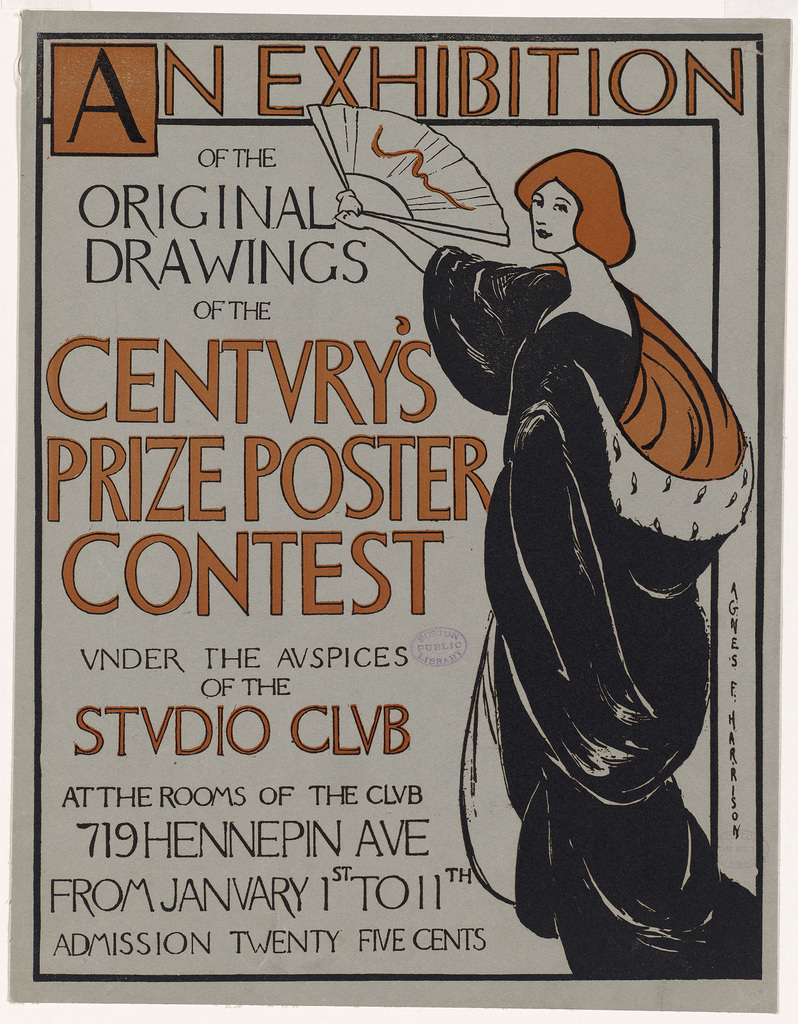 AN EXHIBITION
OF THE
ORIGINAL
DRAWINGS
OF THE
CENTVRY'S
PRIZE POSTER
CONTEST
VNDER THE AVSPICES
OF THE
STVDIO CLVB
AT THE ROOMS OF THE CLVB
719 HENNEPIN AVE
FROM JANVARY 1ST TO 11TH
ADMISSION TWENTY FIVE CENTS
AGNES F. HARRISON
BOSTON
PUBLIC
LIBRARY